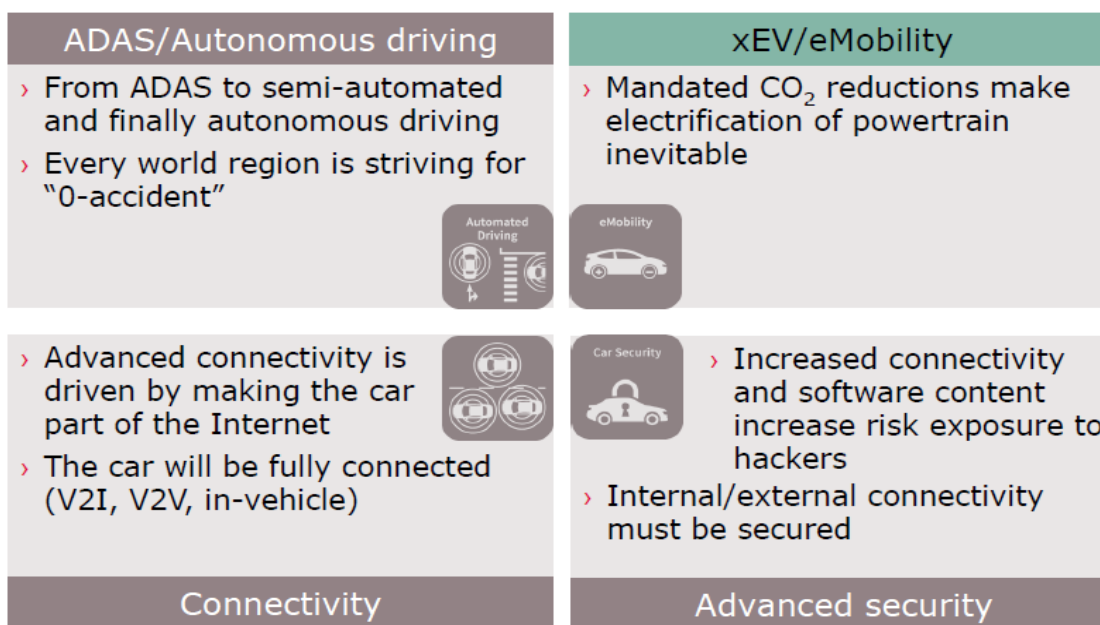 ADAS/Autonomous driving
› From ADAS to semi-automated
and finally autonomous driving
› Every world region is striving for
“0-accident”
Automated
Driving
xEV/eMobility
› Mandated CO₂ reductions make
electrification of powertrain
inevitable
eMobility
› Advanced connectivity is
driven by making the car
part of the Internet
› The car will be fully connected
(V2I, V2V, in-vehicle)
Connectivity
Car Security
› Increased connectivity
and software content
increase risk exposure to
hackers
› Internal/external connectivity
must be secured
Advanced security